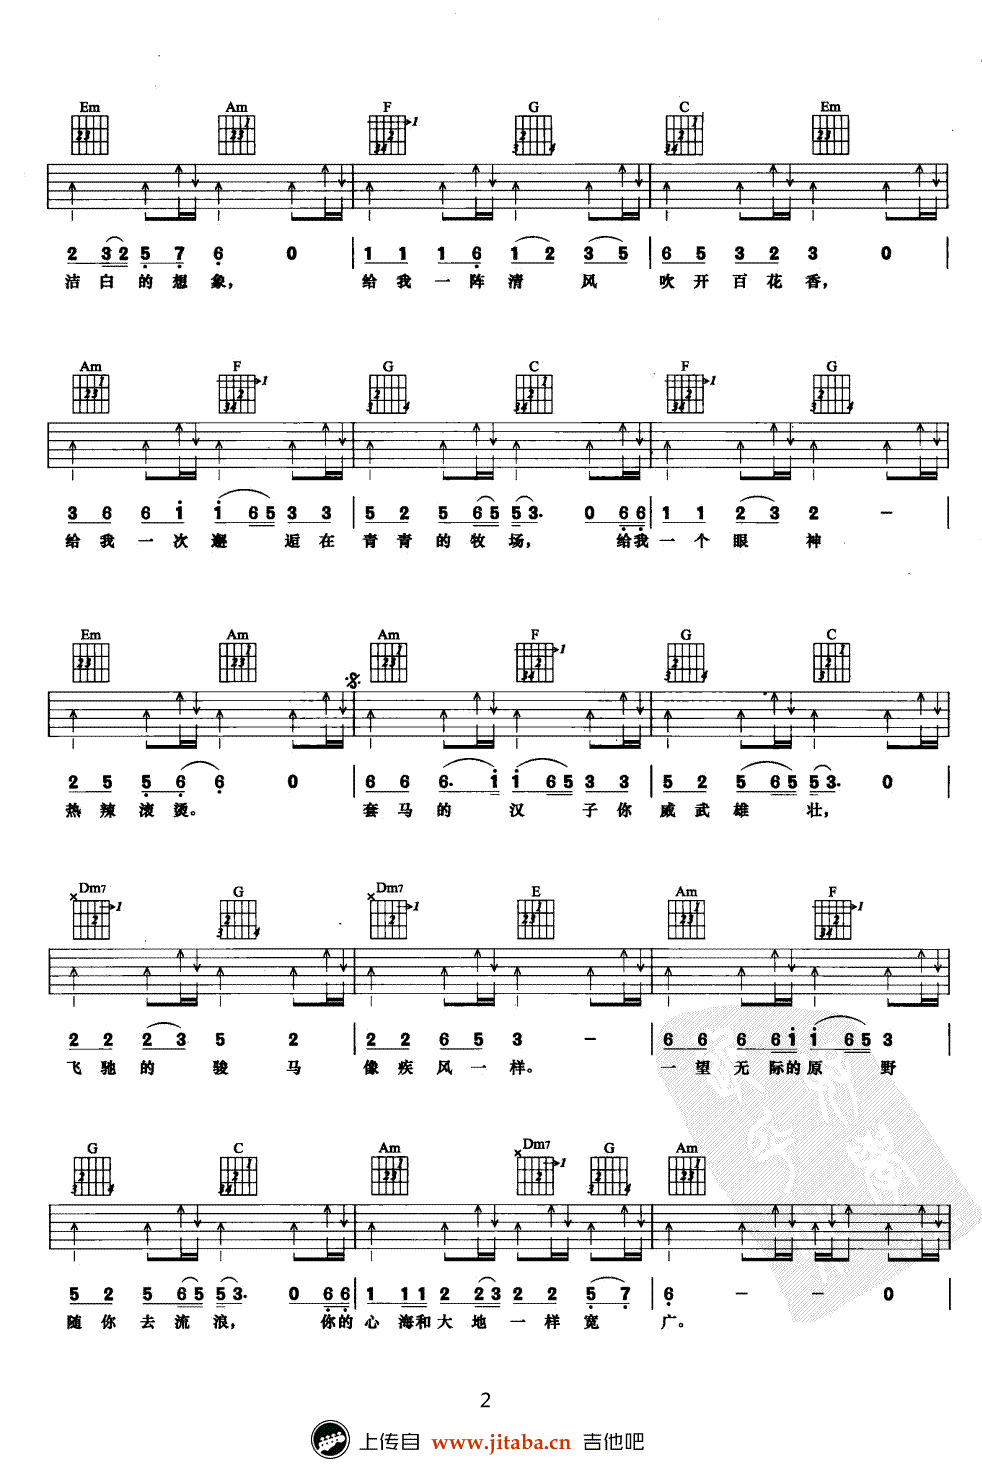 Em Am F G C Em
2 3 2 5 7 6 0 1 1 1 6 1 2 3 5 6 5 3 2 3 0
洁 白 的 想 象, 给 我 一 阵 清 风 吹 开 百 花 香,
Am F G C F G
3 6 6 1 1 6 5 3 3 5 2 5 6 5 5 3. 0 6 6 1 1 2 3 2 –
给 我 一 次 邂 逅 在 青 青 的 牧 场, 给我 一 个 眼 神
Em Am Am F G C
2 5 5 6 6 0 6 6 6. 1 1 6 5 3 3 5 2 5 6 5 5 3. 0
热 辣 滚 烫。 套 马 的 汉 子 你 威 武 雄 壮,
Dm7 G Dm7 E Am F
2 2 2 3 5 2 2 2 6 5 3 – 6 6 6 6 1 1 6 5 3
飞 驰 的 骏 马 像 疾 风 一 样。 一 望 无 际的 原 野
G C Am Dm7 G Am
5 2 5 6 5 5 3. 0 6 6 1 1 1 2 2 3 2 2 5 7 6 – – 0
随 你 去 流 浪, 你的 心 海和 大 地 一 样 宽 广。
2
上传自 www.jitaba.cn 吉他吧